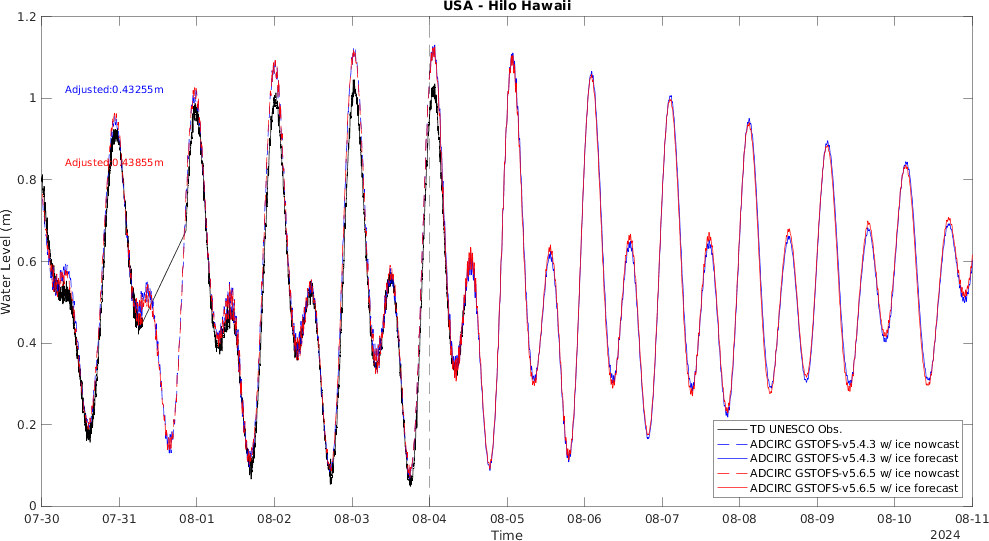 USA - Hilo Hawaii
1.2
1
0.8
0.6
0.4
0.2
0
Water Level (m)
Adjusted:0.43255m
Adjusted:0.43855m
TD UNESCO Obs.
ADCIRC GSTOFS-v5.4.3 w/ ice nowcast
ADCIRC GSTOFS-v5.4.3 w/ ice forecast
ADCIRC GSTOFS-v5.6.5 w/ ice nowcast
ADCIRC GSTOFS-v5.6.5 w/ ice forecast
07-30 07-31 08-01 08-02 08-03 08-04 08-05 08-06 08-07 08-08 08-09 08-10 08-11
Time
2024